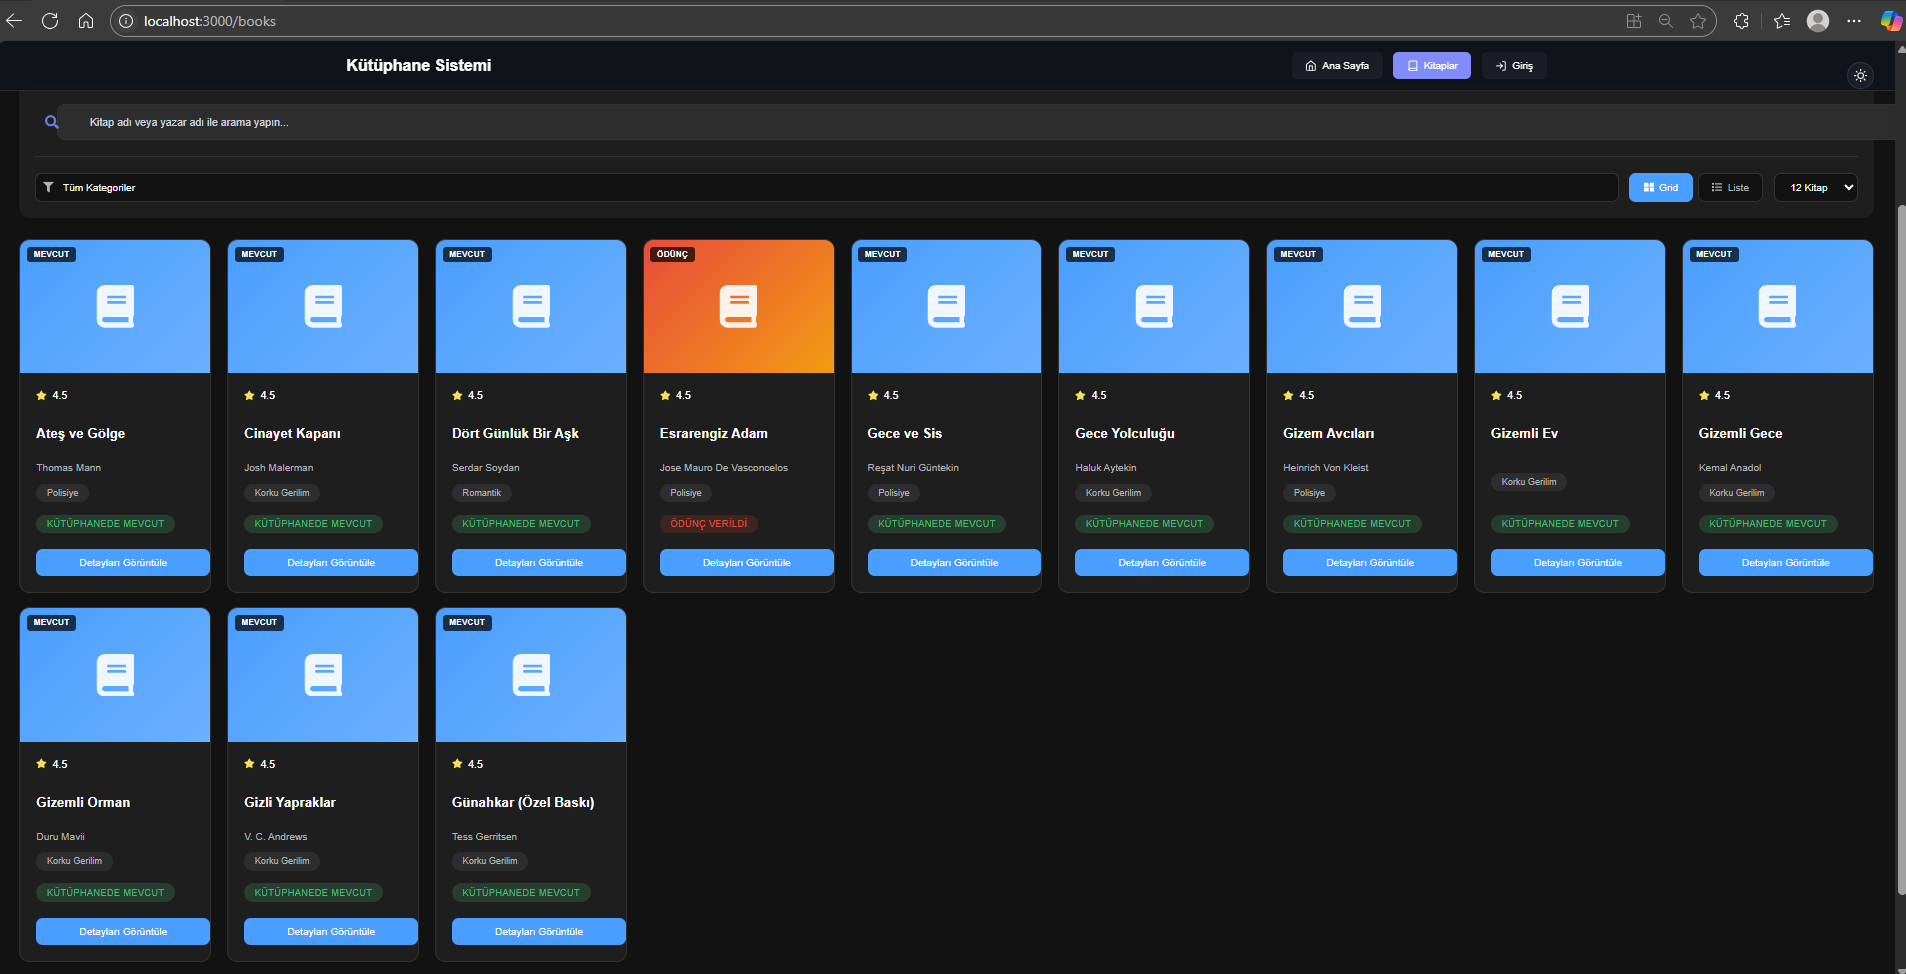 localhost:3000/books
Kütüphane Sistemi
Ana Sayfa
Kitaplar
Giriş
Kitap adı veya yazar adı ile arama yapın...
Tüm Kategoriler
Grid
Liste
12 Kitap
MEVCUT
4.5
Ateş ve Gölge
Thomas Mann
Polisiye
KÜTÜPHANEDE MEVCUT
Detayları Görüntüle
MEVCUT
4.5
Cinayet Kapanı
Josh Malerman
Korku Gerilim
KÜTÜPHANEDE MEVCUT
Detayları Görüntüle
MEVCUT
4.5
Dört Günlük Bir Aşk
Serdar Soydan
Romantik
KÜTÜPHANEDE MEVCUT
Detayları Görüntüle
ÖDÜNÇ
4.5
Esrarengiz Adam
Jose Mauro De Vasconcelos
Polisiye
ÖDÜNÇ VERİLDİ
Detayları Görüntüle
MEVCUT
4.5
Gece ve Sis
Reşat Nuri Güntekin
Polisiye
KÜTÜPHANEDE MEVCUT
Detayları Görüntüle
MEVCUT
4.5
Gece Yolculuğu
Haluk Aytekin
Korku Gerilim
KÜTÜPHANEDE MEVCUT
Detayları Görüntüle
MEVCUT
4.5
Gizem Avcıları
Heinrich Von Kleist
Polisiye
KÜTÜPHANEDE MEVCUT
Detayları Görüntüle
MEVCUT
4.5
Gizemli Ev
Korku Gerilim
KÜTÜPHANEDE MEVCUT
Detayları Görüntüle
MEVCUT
4.5
Gizemli Gece
Kemal Anadol
Korku Gerilim
KÜTÜPHANEDE MEVCUT
Detayları Görüntüle
MEVCUT
4.5
Gizemli Orman
Duru Mavii
Korku Gerilim
KÜTÜPHANEDE MEVCUT
Detayları Görüntüle
MEVCUT
4.5
Gizli Yapraklar
V. C. Andrews
Korku Gerilim
KÜTÜPHANEDE MEVCUT
Detayları Görüntüle
MEVCUT
4.5
Günahkar (Özel Baskı)
Tess Gerritsen
Korku Gerilim
KÜTÜPHANEDE MEVCUT
Detayları Görüntüle